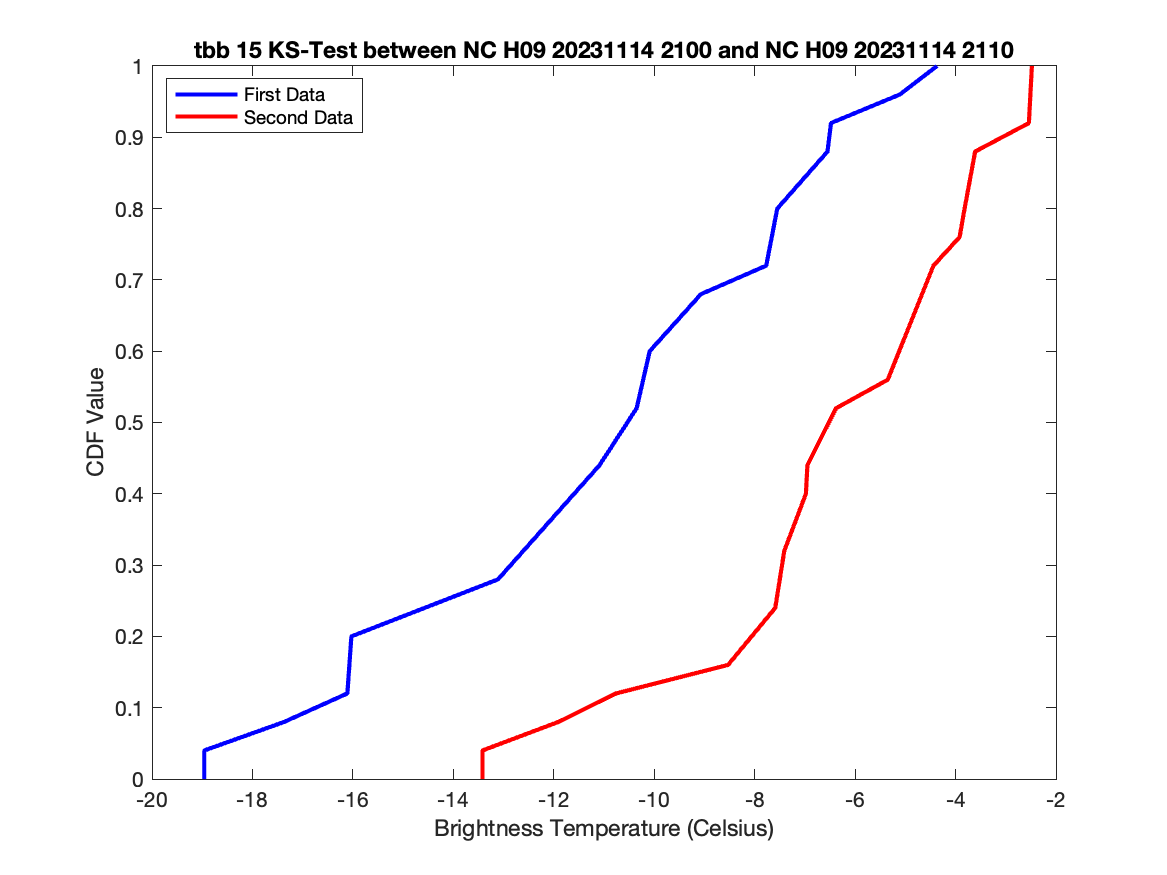 tbb 15 KS-Test between NC H09 20231114 2100 and NC H09 20231114 2110
First Data
Second Data
CDF Value
1
0.9
0.8
0.7
0.6
0.5
0.4
0.3
0.2
0.1
0
-20 -18 -16 -14 -12 -10 -8 -6 -4 -2
Brightness Temperature (Celsius)